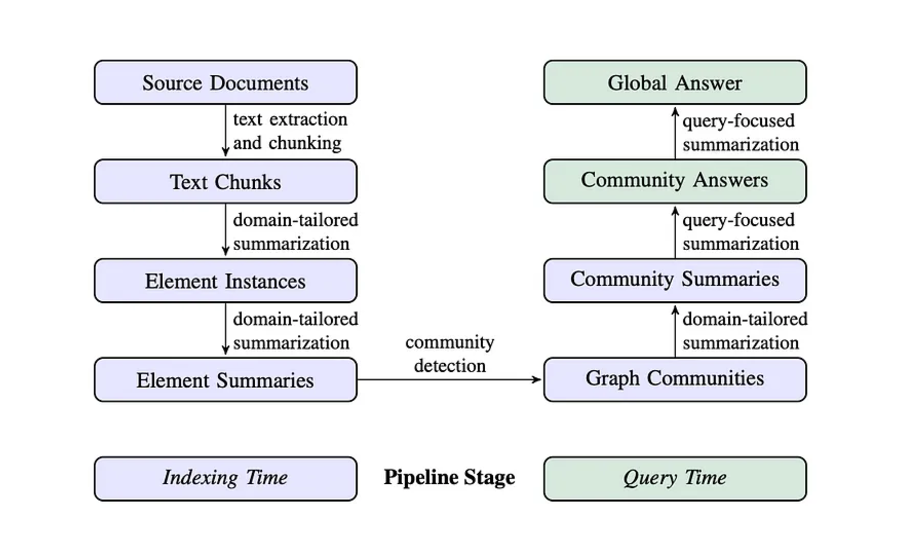 Source Documents
text extraction
and chunking
Text Chunks
domain-tailored
summarization
Element Instances
domain-tailored
summarization
Element Summaries
community
detection
Global Answer
query-focused
summarization
Community Answers
query-focused
summarization
Community Summaries
domain-tailored
summarization
Graph Communities
Indexing Time
Pipeline Stage
Query Time